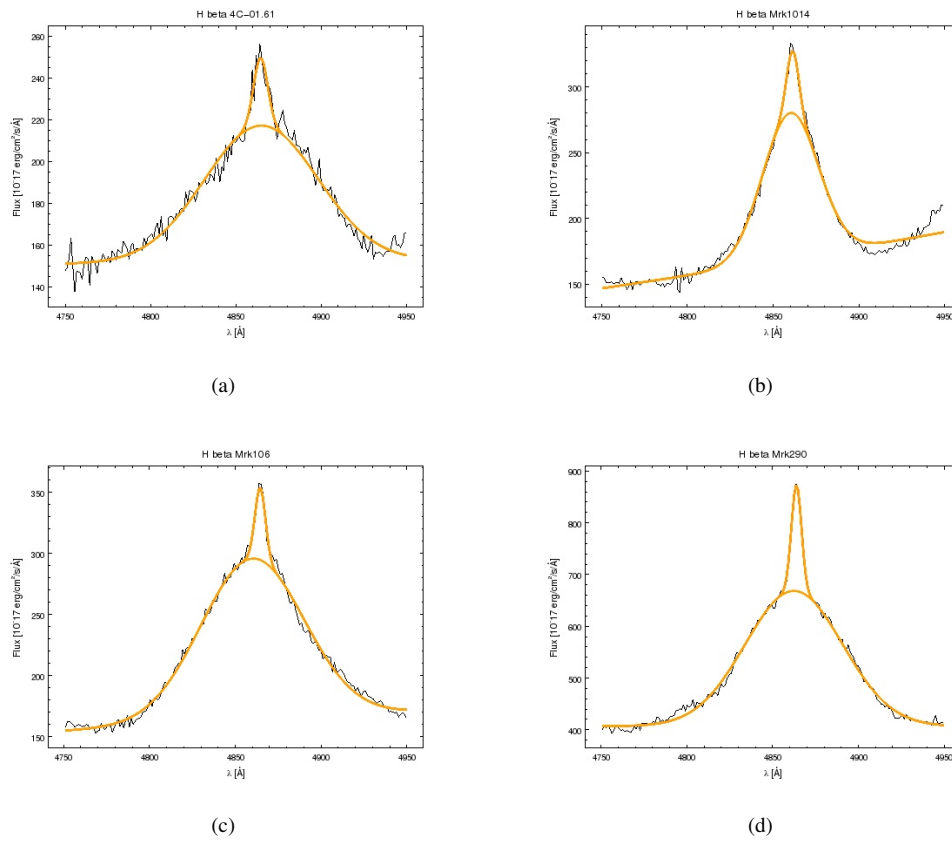 H beta 4C-01.61
260
240
220
200
180
160
140
Flux [10^-17 erg/cm²/s/Å]
4750 4800 4850 4900 4950
λ [Å]
(a)
H beta Mrk1014
300
250
200
150
Flux [10^-17 erg/cm²/s/Å]
4750 4800 4850 4900 4950
λ [Å]
(b)
H beta Mrk106
350
300
250
200
150
Flux [10^-17 erg/cm²/s/Å]
4750 4800 4850 4900 4950
λ [Å]
(c)
H beta Mrk290
900
800
700
600
500
400
Flux [10^-17 erg/cm²/s/Å]
4750 4800 4850 4900 4950
λ [Å]
(d)